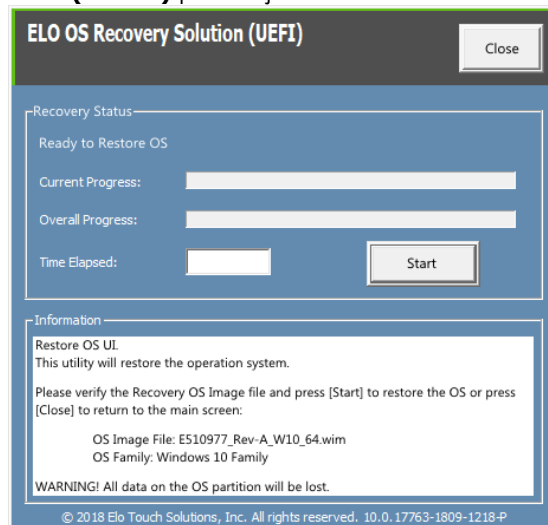 ELO OS Recovery Solution (UEFI)
Close
Recovery Status
Ready to Restore OS
Current Progress:
Overall Progress:
Time Elapsed:
Start
Information
Restore OS UI.
This utility will restore the operation system.
Please verify the Recovery OS Image file and press [Start] to restore the OS or press
[Close] to return to the main screen:
OS Image File: E510977_Rev-A_W10_64.wim
OS Family: Windows 10 Family
WARNING! All data on the OS partition will be lost.
© 2018 Elo Touch Solutions, Inc. All rights reserved. 10.0.17763-1809-1218-P